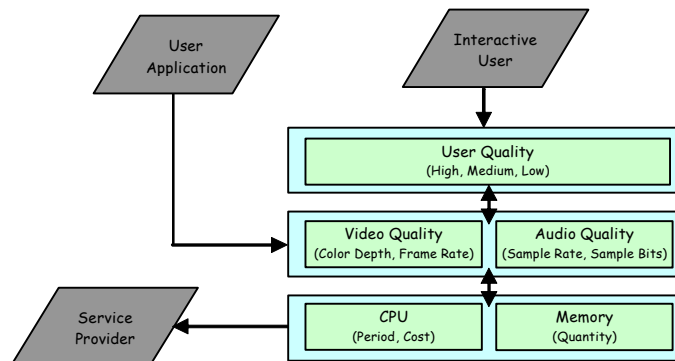 User
Application
Interactive
User
User Quality
(High, Medium, Low)
Video Quality
(Color Depth, Frame Rate)
Audio Quality
(Sample Rate, Sample Bits)
Service
Provider
CPU
(Period, Cost)
Memory
(Quantity)